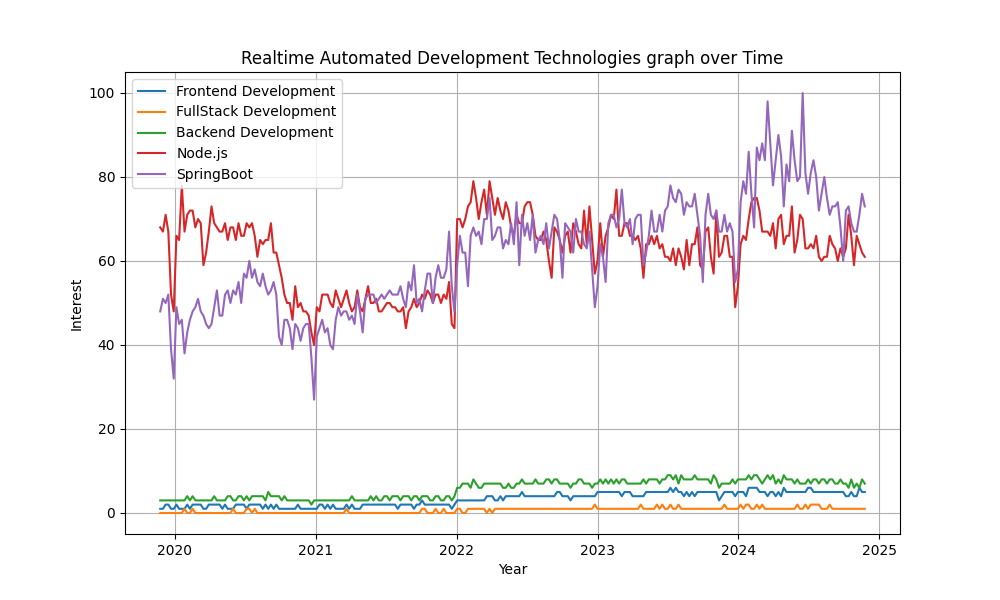 Realtime Automated Development Technologies graph over Time
Frontend Development
FullStack Development
Backend Development
Node.js
SpringBoot
100
80
60
40
20
0
Interest
2020 2021 2022 2023 2024 2025
Year